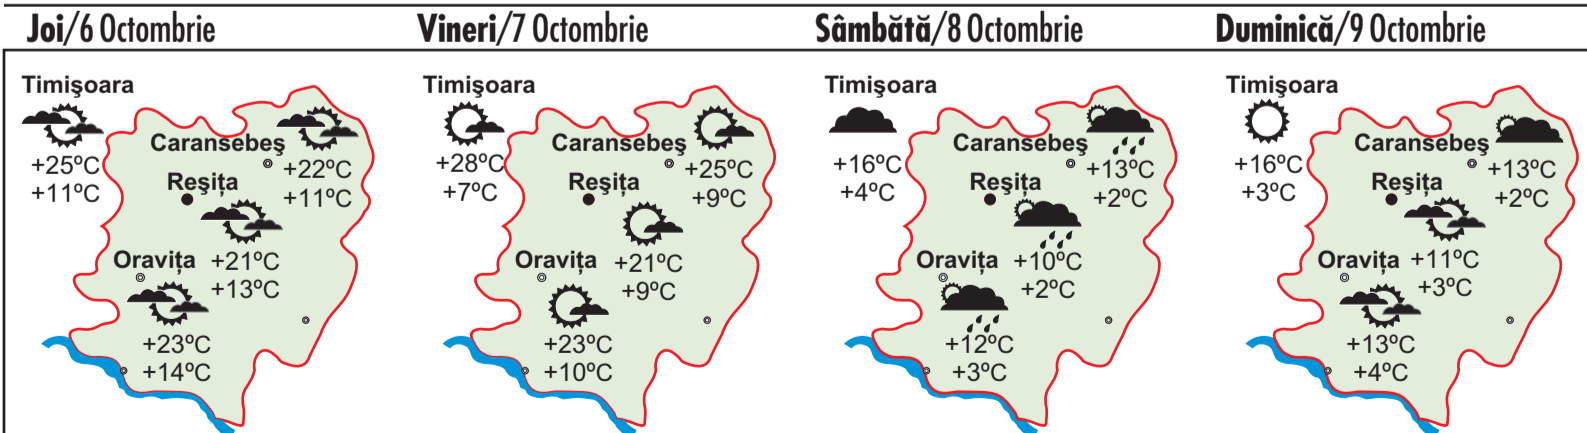 Joi/6 Octombrie
Timişoara
+25ºC
+11ºC
Caransebeş
+22ºC
+11ºC
Reşiţa
+21ºC
+13ºC
Oraviţa
+23ºC
+14ºC
Vineri/7 Octombrie
Timişoara
+28ºC
+7ºC
Caransebeş
+25ºC
+9ºC
Reşiţa
+21ºC
+9ºC
Oraviţa
+23ºC
+10ºC
Sâmbătă/8 Octombrie
Timişoara
+16ºC
+4ºC
Caransebeş
+13ºC
+2ºC
Reşiţa
+10ºC
+2ºC
Oraviţa
+12ºC
+3ºC
Duminică/9 Octombrie
Timişoara
+16ºC
+3ºC
Caransebeş
+13ºC
+2ºC
Reşiţa
+11ºC
+3ºC
Oraviţa
+13ºC
+4ºC